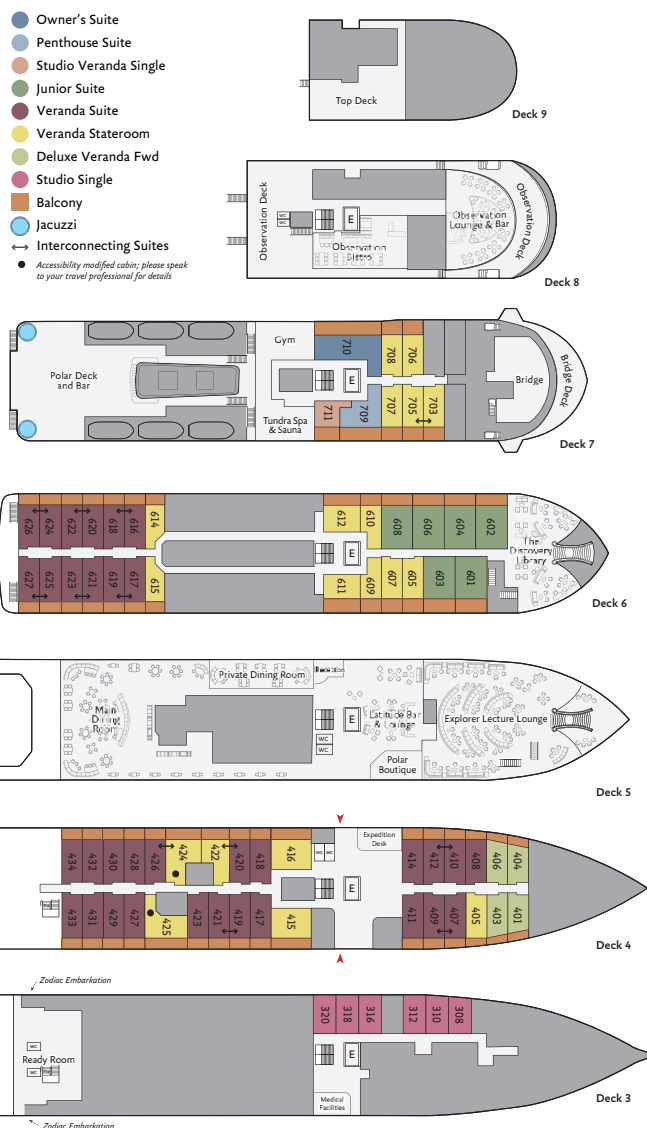 Owner's Suite
Penthouse Suite
Studio Veranda Single
Junior Suite
Veranda Suite
Veranda Stateroom
Deluxe Veranda Fwd
Studio Single
Balcony
Jacuzzi
Interconnecting Suites
Accessibility modified cabin; please speak
to your travel professional for details
Top Deck
Deck 9
Observation Deck
WC
WC
E
Observation
Bistro
Observation
Lounge & Bar
Observation Deck
Deck 8
Polar Deck
and Bar
Gym
Tundra Spa
& Sauna
710
708
706
E
711
709
707
705
703
Bridge
Bridge Deck
Deck 7
626
624
622
620
618
616
614
612
610
608
606
604
602
E
627
625
623
621
619
617
615
611
609
607
605
603
601
The
Discovery
Library
Deck 6
Main
Dining
Room
Private Dining Room
Reception
E
WC
WC
Latitude Bar
& Lounge
Polar
Boutique
Explorer Lecture Lounge
Deck 5
434
432
430
428
426
424
422
420
418
416
WC
WC
Expedition
Desk
414
412
410
408
406
404
E
433
431
429
427
425
423
421
419
417
415
411
409
407
405
403
401
Deck 4
Zodiac Embarkation
WC
Ready Room
WC
320
318
316
312
310
308
E
Medical
Facilities
Deck 3
Zodiac Embarkation